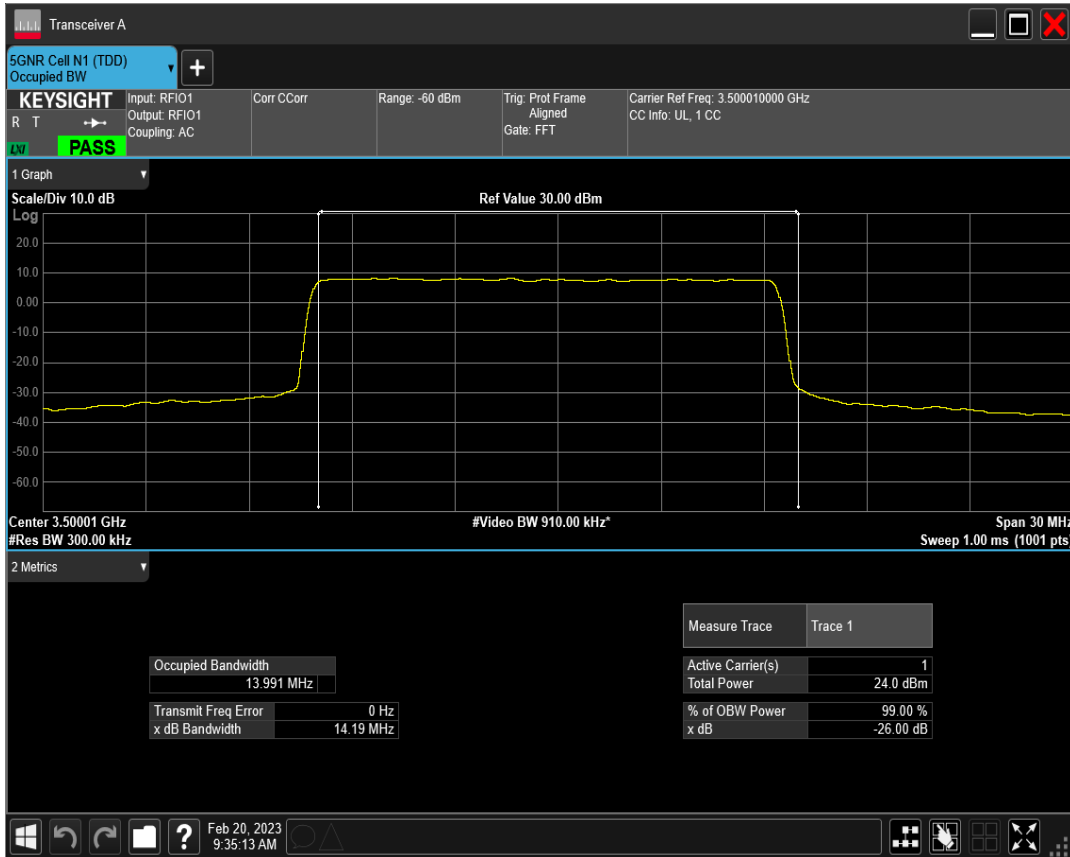 Transceiver A
5GNR Cell N1 (TDD)
Occupied BW
+
KEYSIGHT
R T
LXI
PASS
Input: RFIO1
Output: RFIO1
Coupling: AC
Corr CCorr
Range: -60 dBm
Trig: Prot Frame
Aligned
Gate: FFT
Carrier Ref Freq: 3.500010000 GHz
CC Info: UL, 1 CC
1 Graph
Scale/Div 10.0 dB
Ref Value 30.00 dBm
Log
20.0
10.0
0.00
-10.0
-20.0
-30.0
-40.0
-50.0
-60.0
Center 3.50001 GHz
#Video BW 910.00 kHz*
Span 30 MHz
#Res BW 300.00 kHz
Sweep 1.00 ms (1001 pts)
2 Metrics
Measure Trace Trace 1
Occupied Bandwidth
13.991 MHz
Active Carrier(s) 1
Total Power 24.0 dBm
Transmit Freq Error 0 Hz
x dB Bandwidth 14.19 MHz
% of OBW Power 99.00 %
x dB -26.00 dB
?
Feb 20, 2023
9:35:13 AM